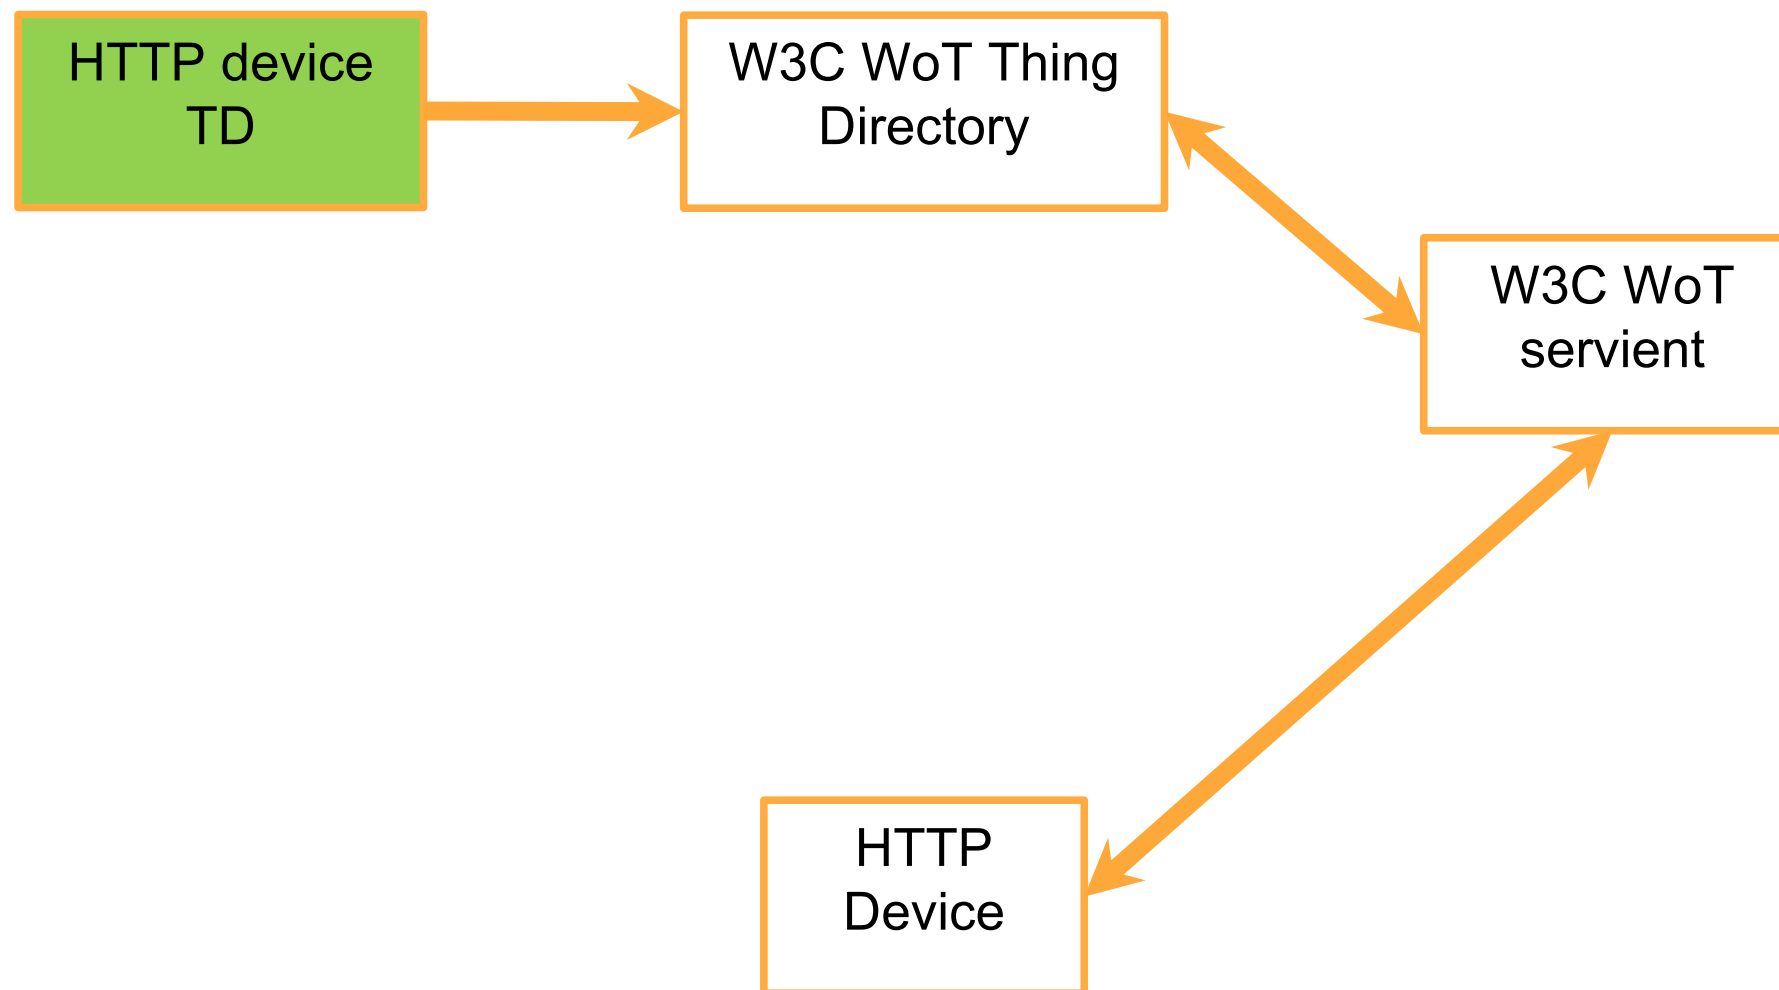 HTTP device
TD
W3C WoT Thing
Directory
W3C WoT
servient
HTTP
Device